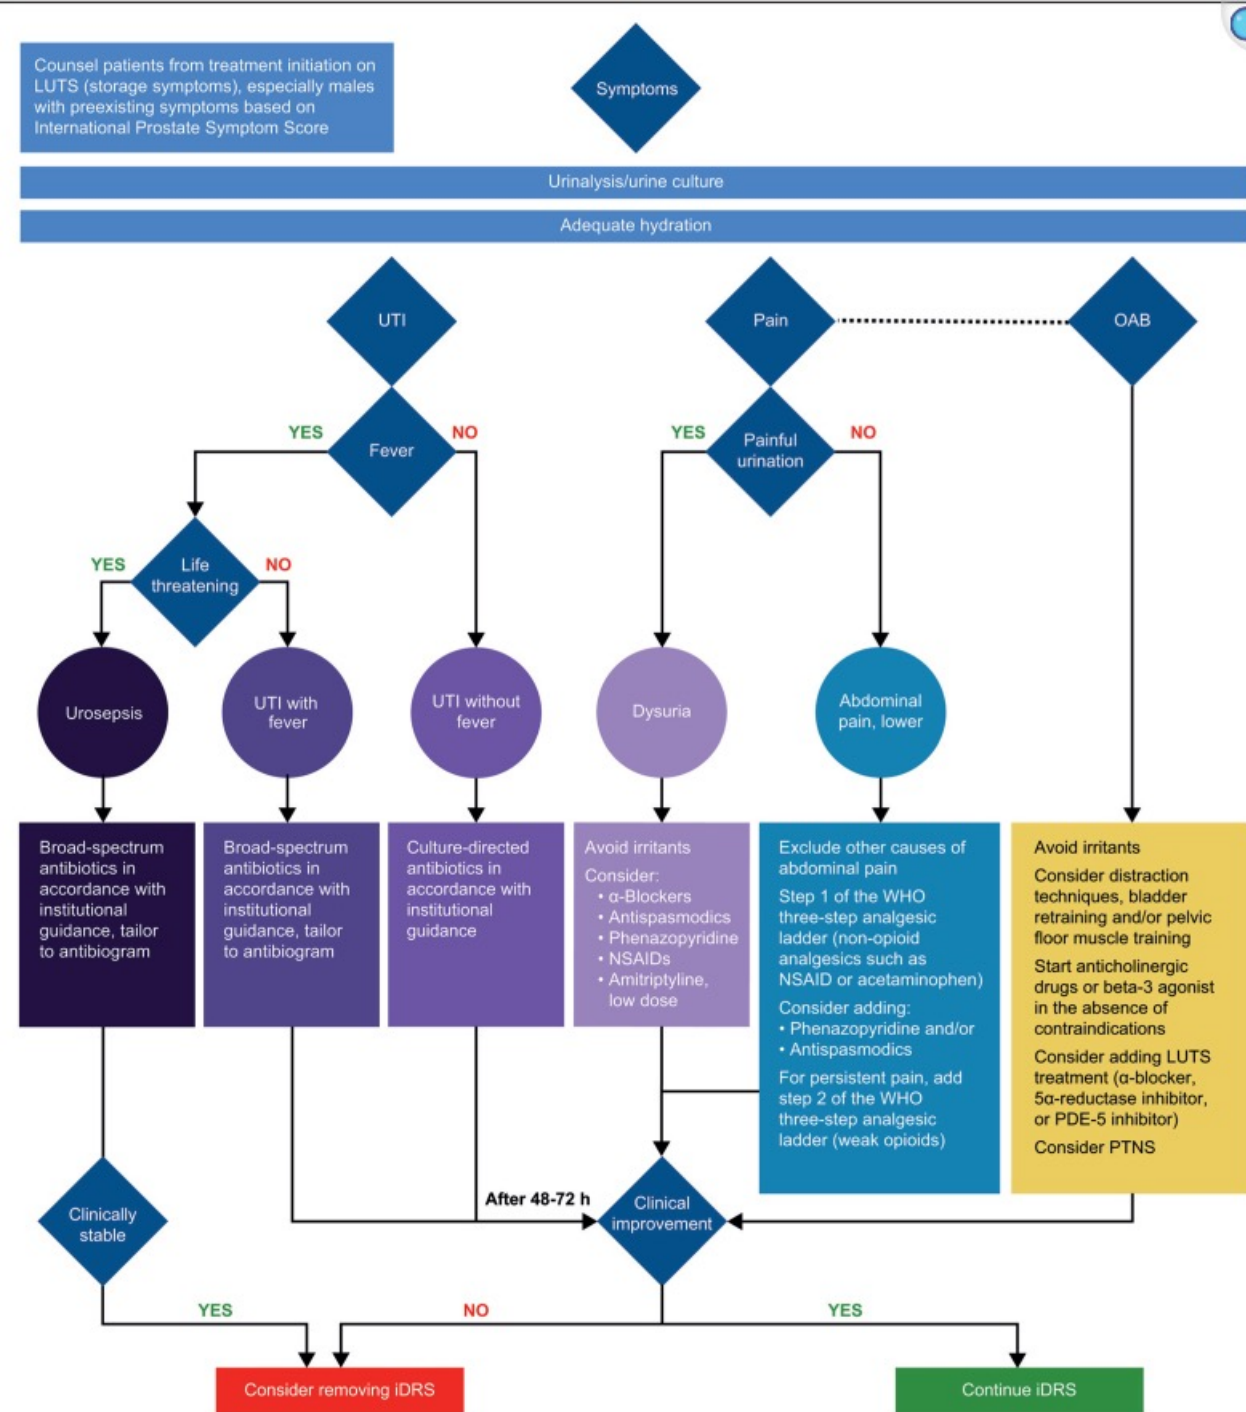 Counsel patients from treatment initiation on
LUTS (storage symptoms), especially males
with preexisting symptoms based on
International Prostate Symptom Score
Symptoms
Urinalysis/urine culture
Adequate hydration
UTI
Pain
OAB
YES
Fever
NO
YES
Painful
urination
NO
YES
Life
threatening
NO
Urosepsis
UTI with
fever
UTI without
fever
Dysuria
Abdominal
pain, lower
Broad-spectrum
antibiotics in
accordance with
institutional
guidance, tailor
to antibiogram
Broad-spectrum
antibiotics in
accordance with
institutional
guidance, tailor
to antibiogram
Culture-directed
antibiotics in
accordance with
institutional
guidance
Avoid irritants
Consider:
• α-Blockers
• Antispasmodics
• Phenazopyridine
• NSAIDs
• Amitriptyline,
low dose
Exclude other causes of
abdominal pain
Step 1 of the WHO
three-step analgesic
ladder (non-opioid
analgesics such as
NSAID or acetaminophen)
Consider adding:
• Phenazopyridine and/or
• Antispasmodics
For persistent pain, add
step 2 of the WHO
three-step analgesic
ladder (weak opioids)
Avoid irritants
Consider distraction
techniques, bladder
retraining and/or pelvic
floor muscle training
Start anticholinergic
drugs or beta-3 agonist
in the absence of
contraindications
Consider adding LUTS
treatment (α-blocker,
5α-reductase inhibitor,
or PDE-5 inhibitor)
Consider PTNS
Clinically
stable
After 48-72 h
Clinical
improvement
YES
NO
YES
Consider removing iDRS
Continue iDRS